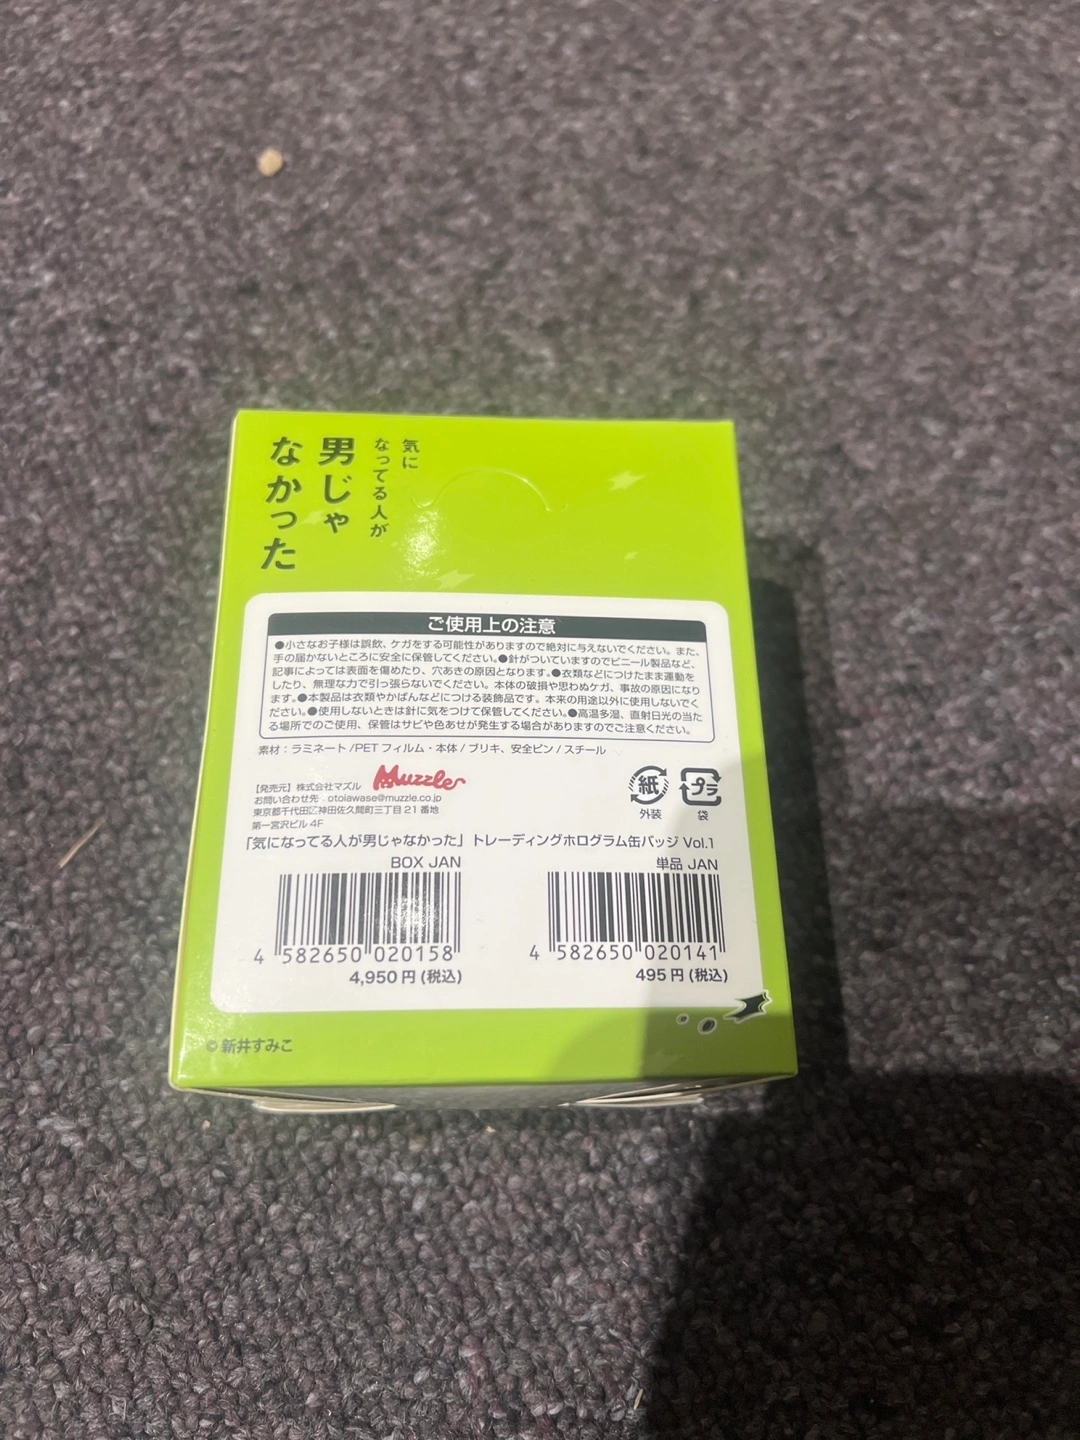 気に
なってる人が
男じゃ
なかった
ご使用上の注意
●小さなお子様は誤飲、ケガをする可能性がありますので絶対に与えないでください。また、
手の届かないところに安全に保管してください。●針がついていますのでビニール製品など、
記事によっては表面を傷めたり、穴あきの原因となります。●衣類などにつけたまま運動を
したり、無理な力で引っ張らないでください。本体の破損や思わぬケガ、事故の原因になり
ます。●本製品は衣類やかばんなどにつける装飾品です。本来の用途以外に使用しないでく
ださい。●使用しないときは針に気をつけて保管してください。●高温多湿、直射日光の当た
る場所でのご使用、保管はサビや色あせが発生する場合がありますのでご注意ください。
素材：ラミネート/PETフィルム・本体/ブリキ、安全ピン/スチール
【発売元】株式会社マズル Muzzle
お問い合わせ先 otoiawase@muzzle.co.jp
東京都千代田区神田佐久間町三丁目21番地
第一宮沢ビル4F
紙 プラ
外装 袋
「気になってる人が男じゃなかった」トレーディングホログラム缶バッジ Vol.1
BOX JAN 単品 JAN
4 582650 020158 4 582650 020141
4,950円(税込) 495円(税込)
© 新井すみこ